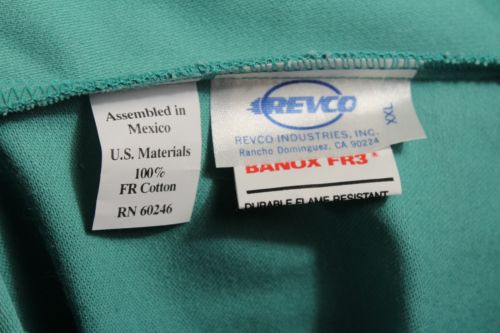 Assembled in
Mexico
U.S. Materials
100%
FR Cotton
RN 60246
REVCO
XXL
REVCO INDUSTRIES, INC.
Rancho Dominguez, CA 90224
BANOX FR3
DURABLE FLAME RESISTANT